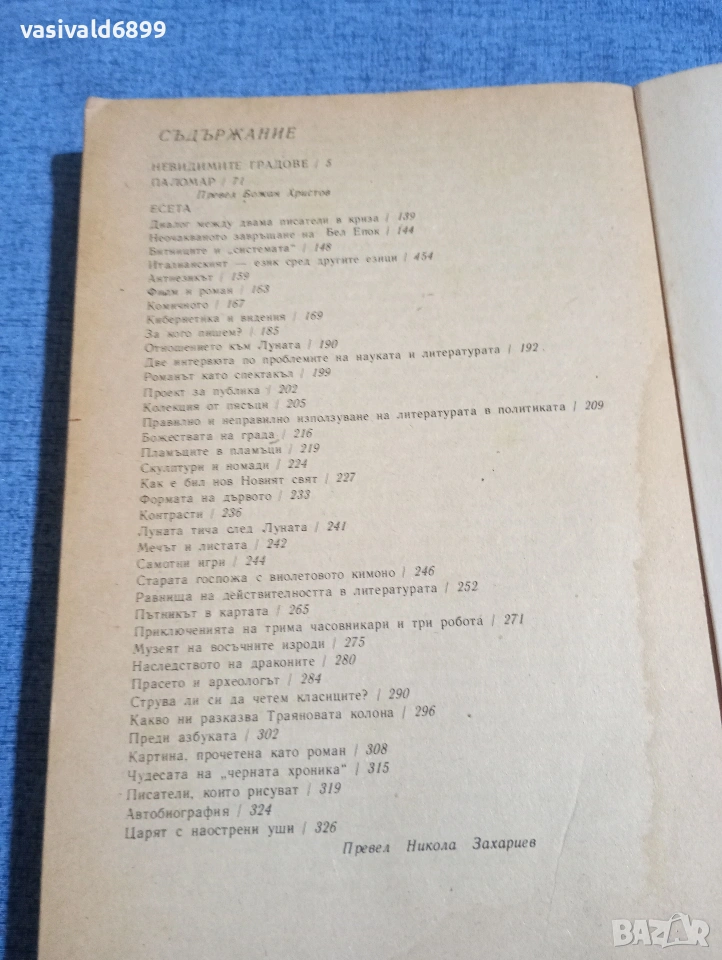 vasivald6899
СЪДЪРЖАНИЕ
НЕВИДИМИТЕ ГРАДОВЕ / 5
ПАЛОМАР / 71
Превел Божан Христов
ЕСЕТА
Диалог между двама писатели в криза / 139
Неочакваното завръщане на Бел Епок / 144
Битниците и „системата“ / 148
Италианският — език сред другите езици / 454
Антиезикът / 159
Филм и роман / 163
Комичното / 167
Кибернетика и видения / 169
За кого пишем? / 185
Отношението към Луната / 190
Две интервюта по проблемите на науката и литературата / 192
Романът като спектакъл / 199
Проект за публика / 202
Колекция от пясъци / 205
Правилно и неправилно използуване на литературата в политиката / 209
Божествата на града / 216
Пламъците в пламъци / 219
Скулптури и номади / 224
Как е бил нов Новият свят / 227
Формата на дървото / 233
Контрасти / 236
Луната тича след Луната / 241
Мечът и листата / 242
Самотни игри / 244
Старата госпожа с виолетовото кимоно / 246
Равнища на действителността в литературата / 252
Пътникът в картата / 265
Приключенията на трима часовникари и три робота / 271
Музеят на восъчните изроди / 275
Наследството на драконите / 280
Прасето и археологът / 284
Струва ли си да четем класиците? / 290
Какво ни разказва Траяновата колона / 296
Преди азбуката / 302
Картина, прочетена като роман / 308
Чудесата на „черната хроника“ / 315
Писатели, които рисуват / 319
Автобиография / 324
Царят с наострени уши / 326
Превел Никола Захариев
BAZAR